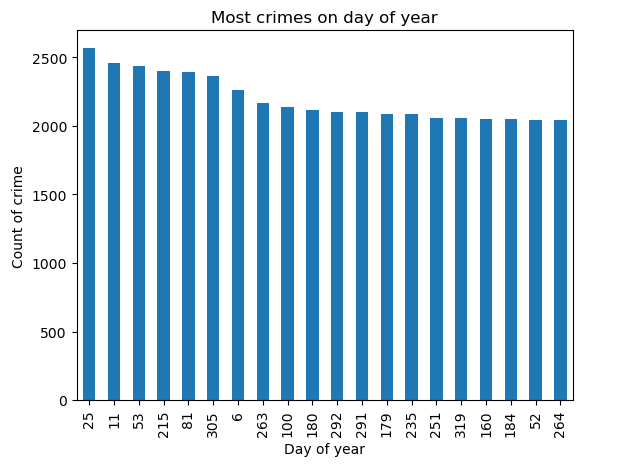 Most crimes on day of year
Count of crime
2500
2000
1500
1000
500
0
25 11 53 215 81 305 6 263 100 180 292 291 179 235 251 319 160 184 52 264
Day of year